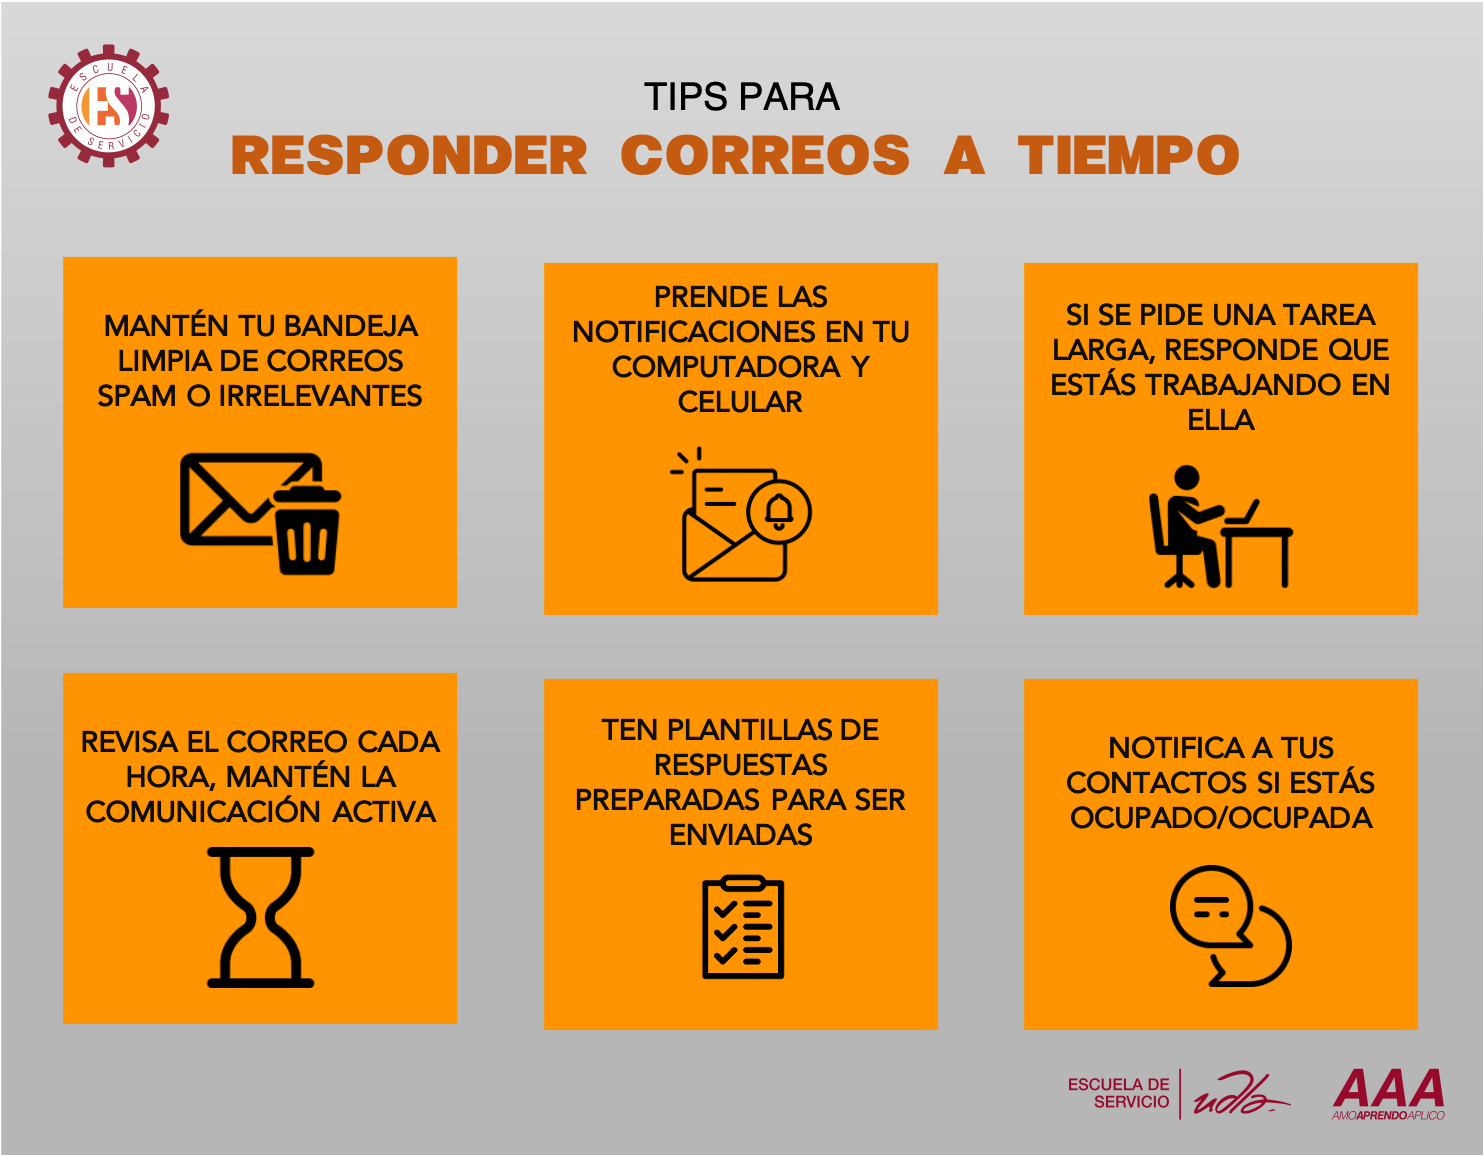 ESCUELA
DE SERVICIO
ES
TIPS PARA
RESPONDER CORREOS A TIEMPO
MANTÉN TU BANDEJA
LIMPIA DE CORREOS
SPAM O IRRELEVANTES
PRENDE LAS
NOTIFICACIONES EN TU
COMPUTADORA Y
CELULAR
SI SE PIDE UNA TAREA
LARGA, RESPONDE QUE
ESTÁS TRABAJANDO EN
ELLA
REVISA EL CORREO CADA
HORA, MANTÉN LA
COMUNICACIÓN ACTIVA
TEN PLANTILLAS DE
RESPUESTAS
PREPARADAS PARA SER
ENVIADAS
NOTIFICA A TUS
CONTACTOS SI ESTÁS
OCUPADO/OCUPADA
ESCUELA DE
SERVICIO
udla
AAA
AMOAPRENDOAPLICO